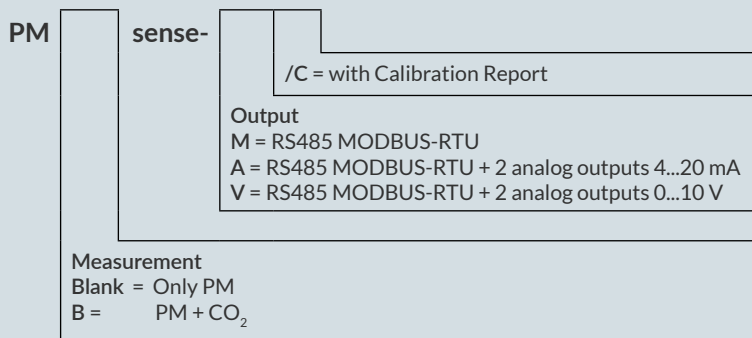 PM sense-
/C = with Calibration Report
Output
M = RS485 MODBUS-RTU
A = RS485 MODBUS-RTU + 2 analog outputs 4...20 mA
V = RS485 MODBUS-RTU + 2 analog outputs 0...10 V
Measurement
Blank = Only PM
B = PM + CO₂